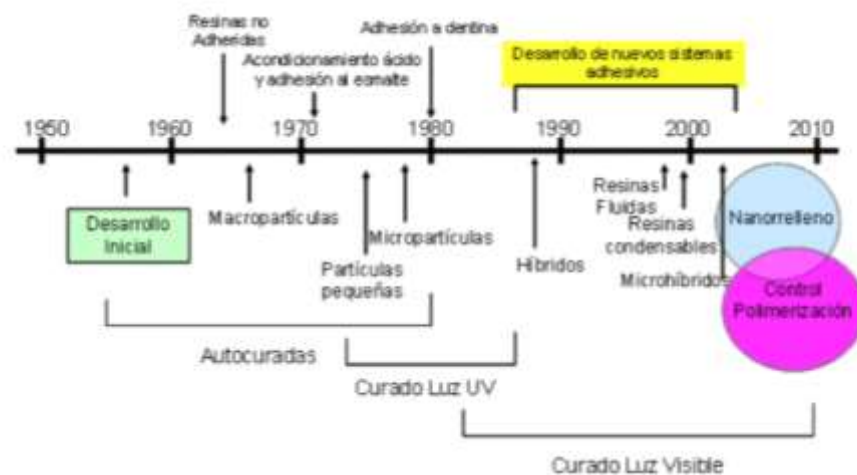 Resinas no
Adheridas
Acondicionamiento ácido
y adhesión al esmalte
Adhesión a dentina
Desarrollo de nuevos sistemas
adhesivos
1950
1960
1970
1980
1990
2000
2010
Desarrollo
Inicial
Macropartículas
Partículas
pequeñas
Micropartículas
Híbridos
Resinas
Fluidas
Resinas
condensables
Microhíbridos
Nanorrelleno
Control
Polimerización
Autocuradas
Curado Luz UV
Curado Luz Visible